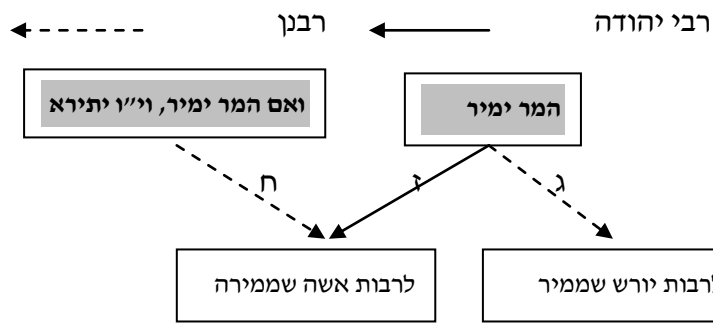 רבי יהודה רבנן
המר ימיר ואם המר ימיר, וי״ו יתירא
ג ז ח
לרבות יורש שממיר לרבות אשה שממירה